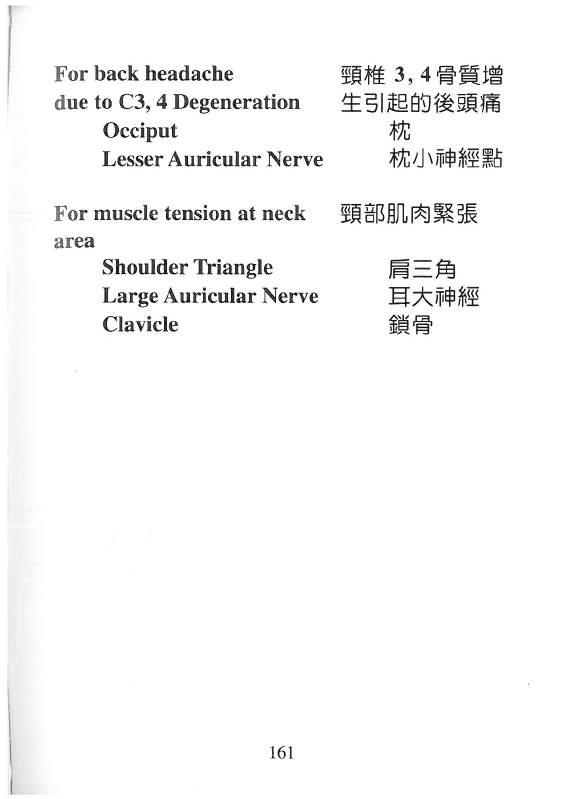 For back headache 頸椎 3, 4 骨質增
due to C3, 4 Degeneration 生引起的後頭痛
Occiput 枕
Lesser Auricular Nerve 枕小神經點
For muscle tension at neck 頸部肌肉緊張
area
Shoulder Triangle 肩三角
Large Auricular Nerve 耳大神經
Clavicle 鎖骨
161